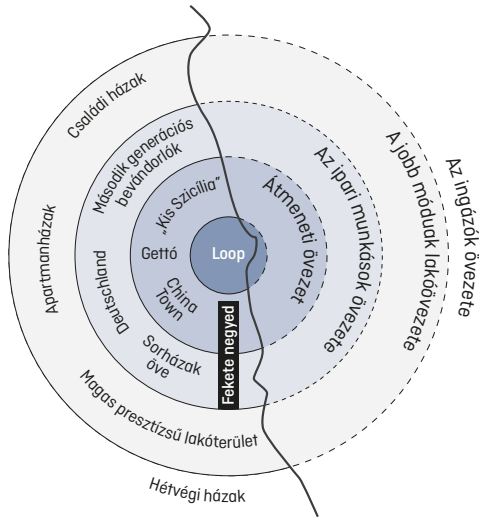 Családi házak
Második generációs
bevándorlók
„Kis Szicília”
Átmeneti övezet
Az ipari munkások övezete
A jobb móduak lakóövezete
Az ingázók övezete
Apartmanházak
Deutschland
Gettó
Loop
China
Town
Sorházak
öve
Fekete negyed
Magas presztízsű lakóterület
Hétvégi házak